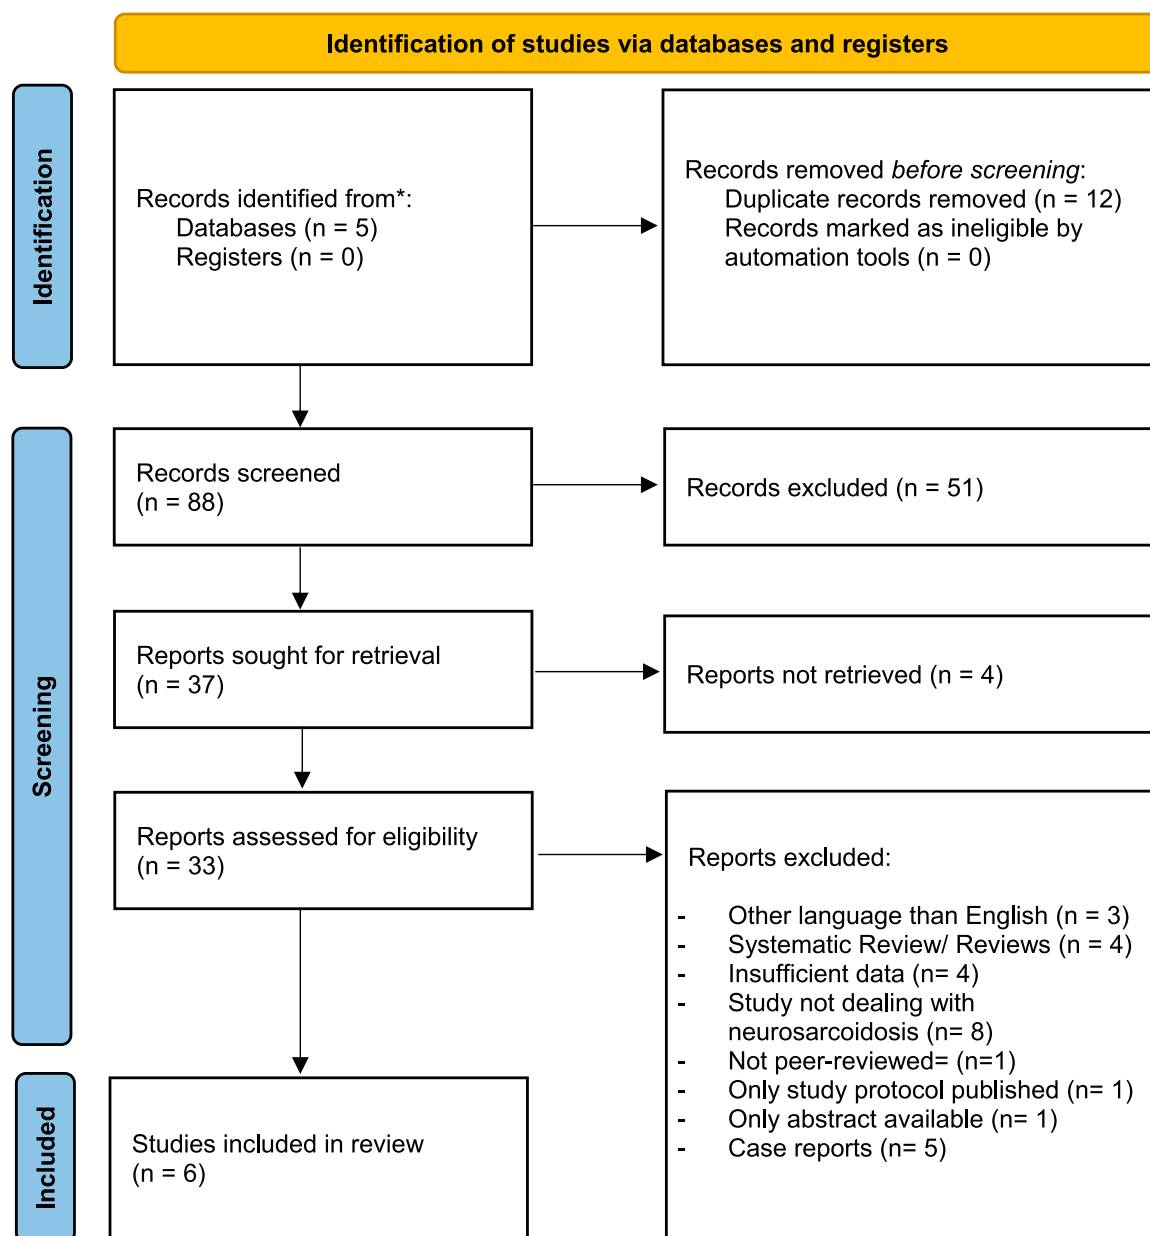 Identification of studies via databases and registers
Identification
Records identified from*:
Databases (n = 5)
Registers (n = 0)
Records removed before screening:
Duplicate records removed (n = 12)
Records marked as ineligible by
automation tools (n = 0)
Screening
Records screened
(n = 88)
Records excluded (n = 51)
Reports sought for retrieval
(n = 37)
Reports not retrieved (n = 4)
Reports assessed for eligibility
(n = 33)
Reports excluded:
- Other language than English (n = 3)
- Systematic Review/ Reviews (n = 4)
- Insufficient data (n= 4)
- Study not dealing with
neurosarcoidosis (n= 8)
- Not peer-reviewed= (n=1)
- Only study protocol published (n= 1)
- Only abstract available (n= 1)
- Case reports (n= 5)
Included
Studies included in review
(n = 6)